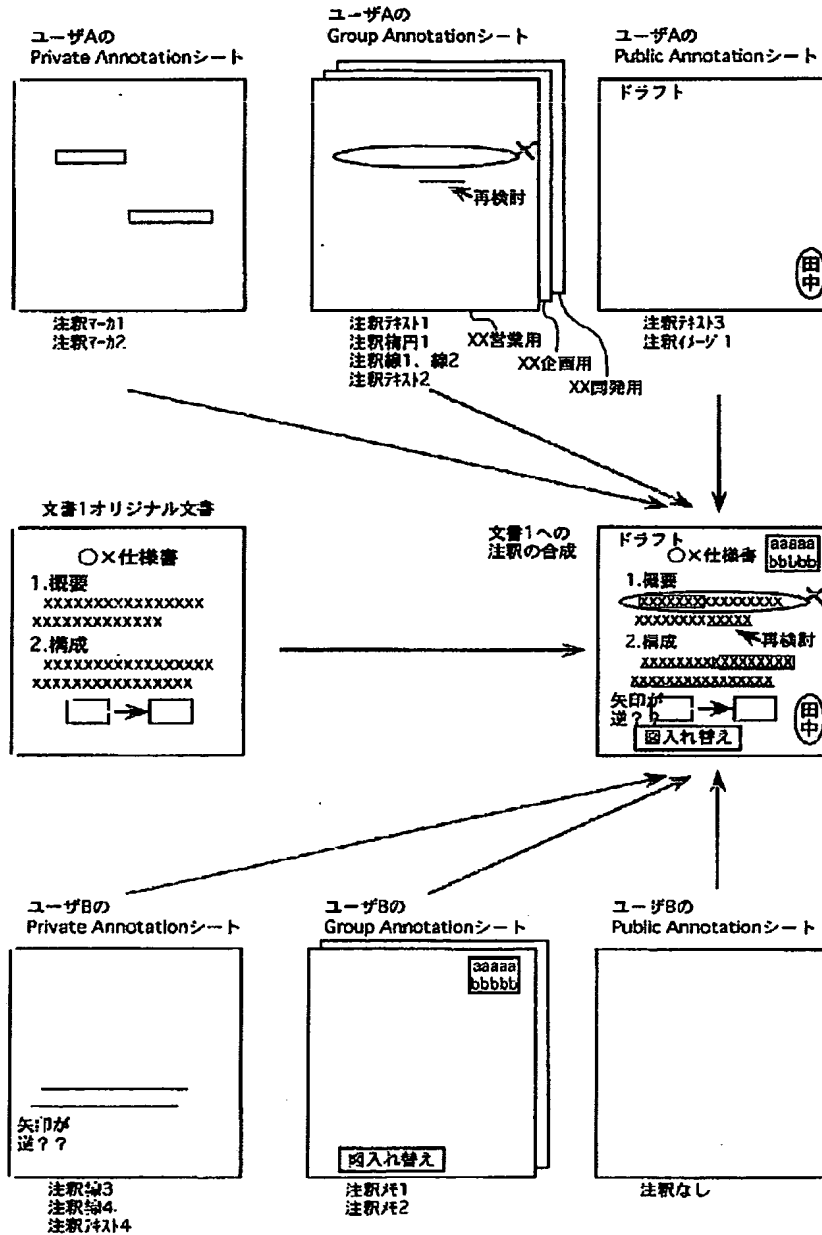 ユーザAの
Private Annotationシート
ユーザAの
Group Annotationシート
ユーザAの
Public Annotationシート
再検討
ドラフト
田中
注釈マーカ1
注釈マーカ2
注釈テキスト1
注釈楕円1
注釈線1、線2
注釈テキスト2
XX営業用
XX企画用
XX開発用
注釈テキスト3
注釈イメージ1
文書1オリジナル文書
○×仕様書
1.概要
xxxxxxxxxxxxxxxx
xxxxxxxxxxxxx
2.構成
xxxxxxxxxxxxxxxxx
xxxxxxxxxxxxxxxx
文書1への
注釈の合成
ドラフト
○×仕様書
aaaaa
bbbbb
1.概要
xxxxxxxxxxxxxxxx
xxxxxxxxxxxxx
再検討
2.構成
xxxxxxxxxxxxxxxxx
xxxxxxxxxxxxxxxx
矢印が
逆??
図入れ替え
田中
ユーザBの
Private Annotationシート
ユーザBの
Group Annotationシート
ユーザBの
Public Annotationシート
矢印が
逆??
aaaaa
bbbbb
図入れ替え
注釈線3
注釈線4.
注釈テキスト4
注釈メモ1
注釈メモ2
注釈なし